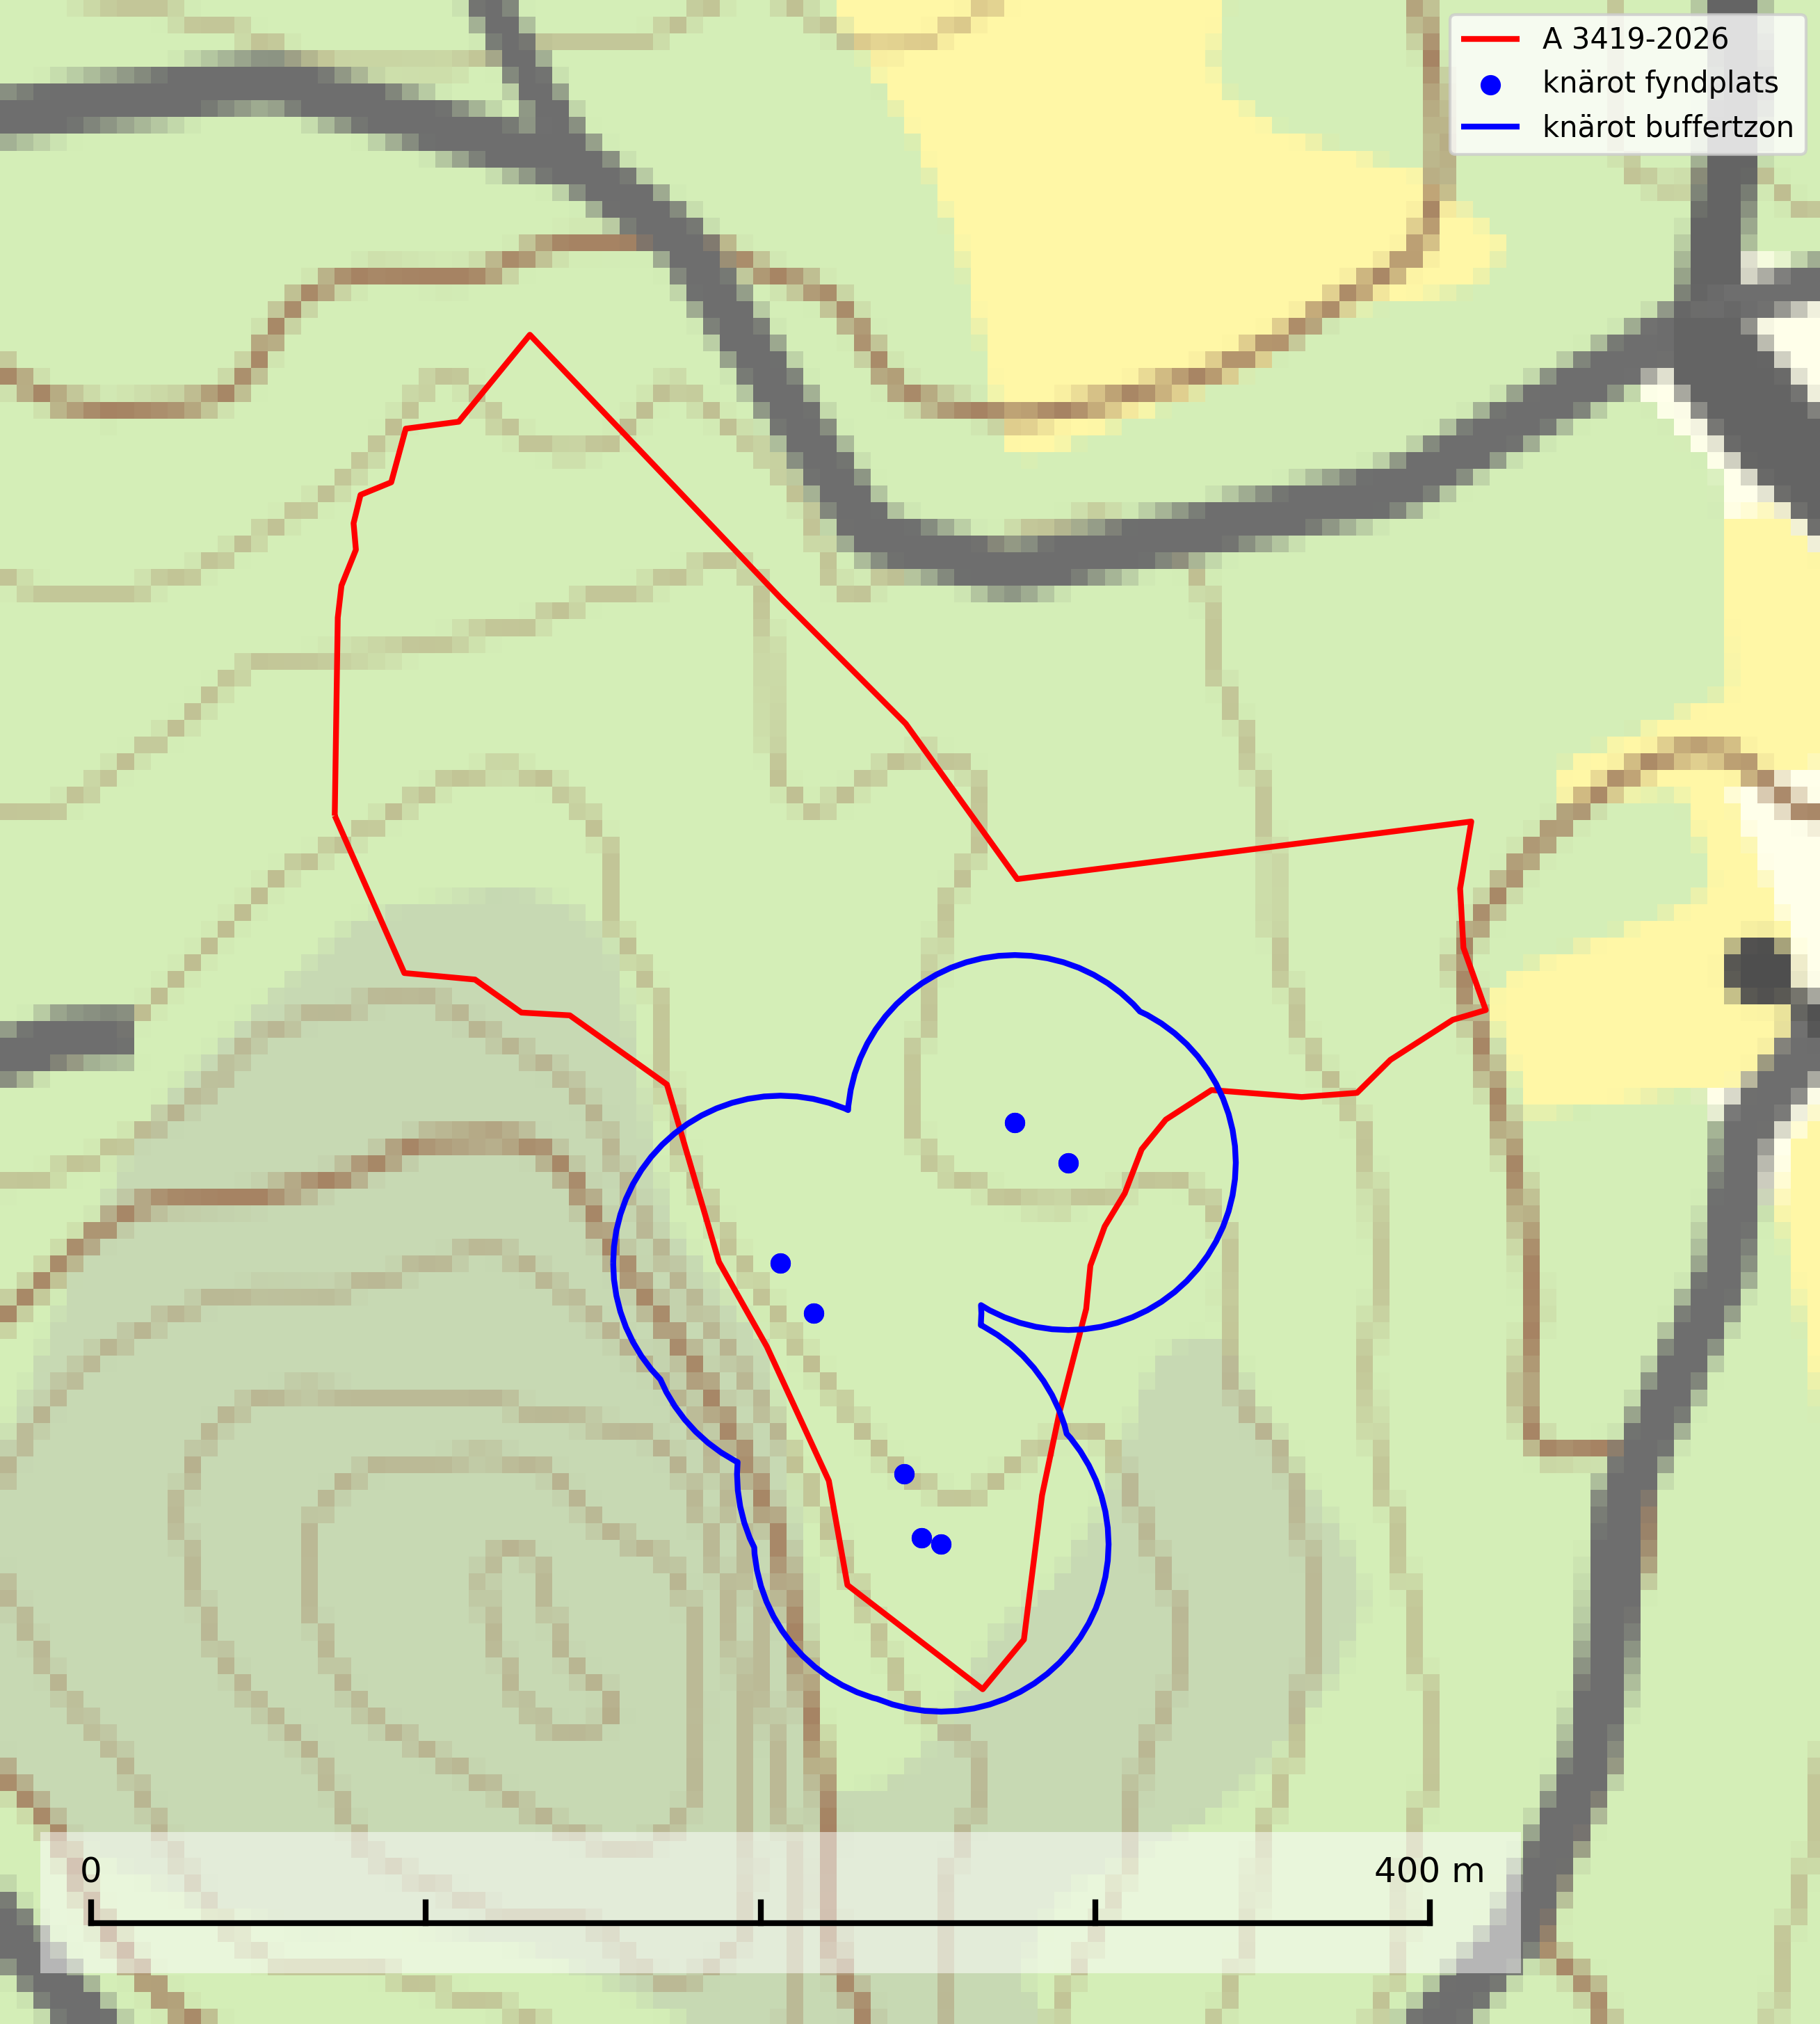 A 3419-2026
knärot fyndplats
knärot buffertzon
0
400 m